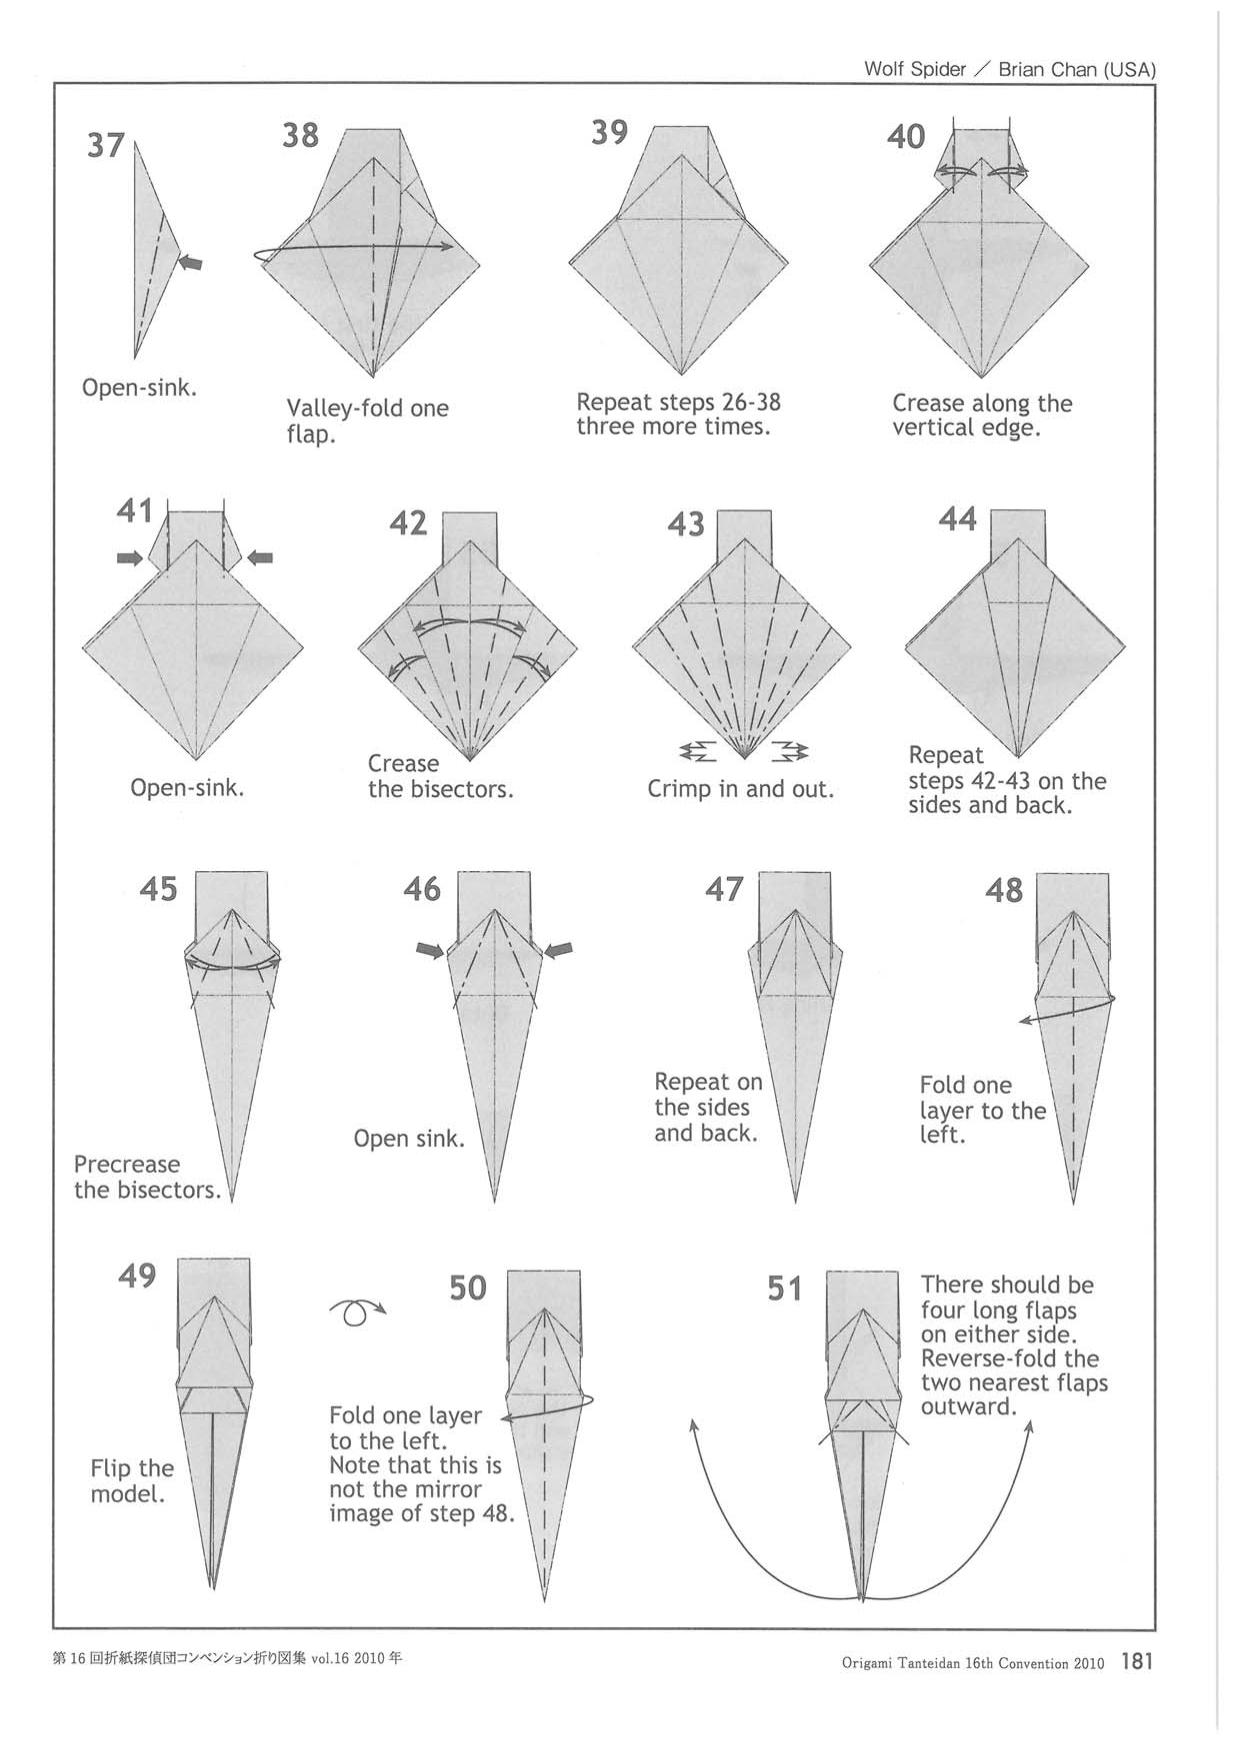 Wolf Spider / Brian Chan (USA)
37
Open-sink.
38
Valley-fold one
flap.
39
Repeat steps 26-38
three more times.
40
Crease along the
vertical edge.
41
Open-sink.
42
Crease
the bisectors.
43
Crimp in and out.
44
Repeat
steps 42-43 on the
sides and back.
45
Precrease
the bisectors.
46
Open sink.
47
Repeat on
the sides
and back.
48
Fold one
layer to the
left.
49
Flip the
model.
50
Fold one layer
to the left.
Note that this is
not the mirror
image of step 48.
51
There should be
four long flaps
on either side.
Reverse-fold the
two nearest flaps
outward.
第16回折紙探偵団コンベンション折り図集 vol.16 2010年
Origami Tanteidan 16th Convention 2010 181